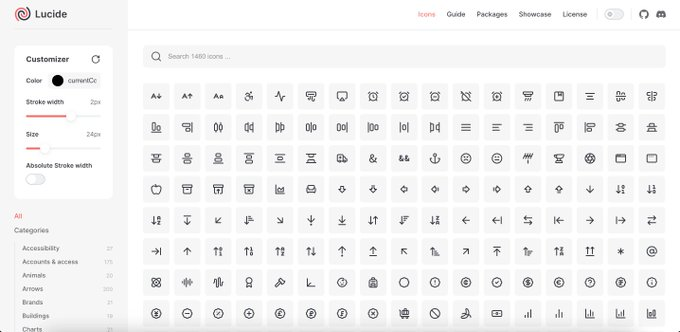 Lucide
Icons Guide Packages Showcase License
Customizer
Color currentCo
Stroke width 2px
Size 24px
Absolute Stroke width
Search 1460 icons ...
All
Categories
Accessibility 27
Accounts & access 175
Animals 20
Arrows 200
Brands 21
Buildings 19
Charts